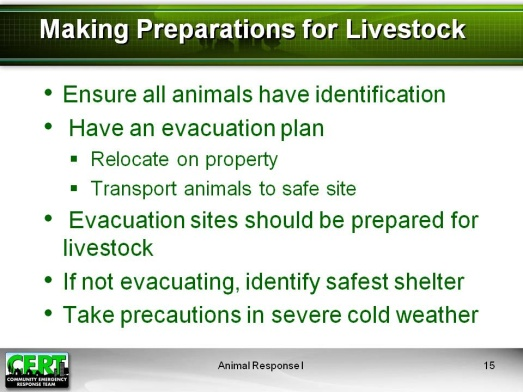 Making Preparations for Livestock
• Ensure all animals have identification
• Have an evacuation plan
▪ Relocate on property
▪ Transport animals to safe site
• Evacuation sites should be prepared for
livestock
• If not evacuating, identify safest shelter
• Take precautions in severe cold weather
CERT
COMMUNITY EMERGENCY
RESPONSE TEAM
Animal Response I
15